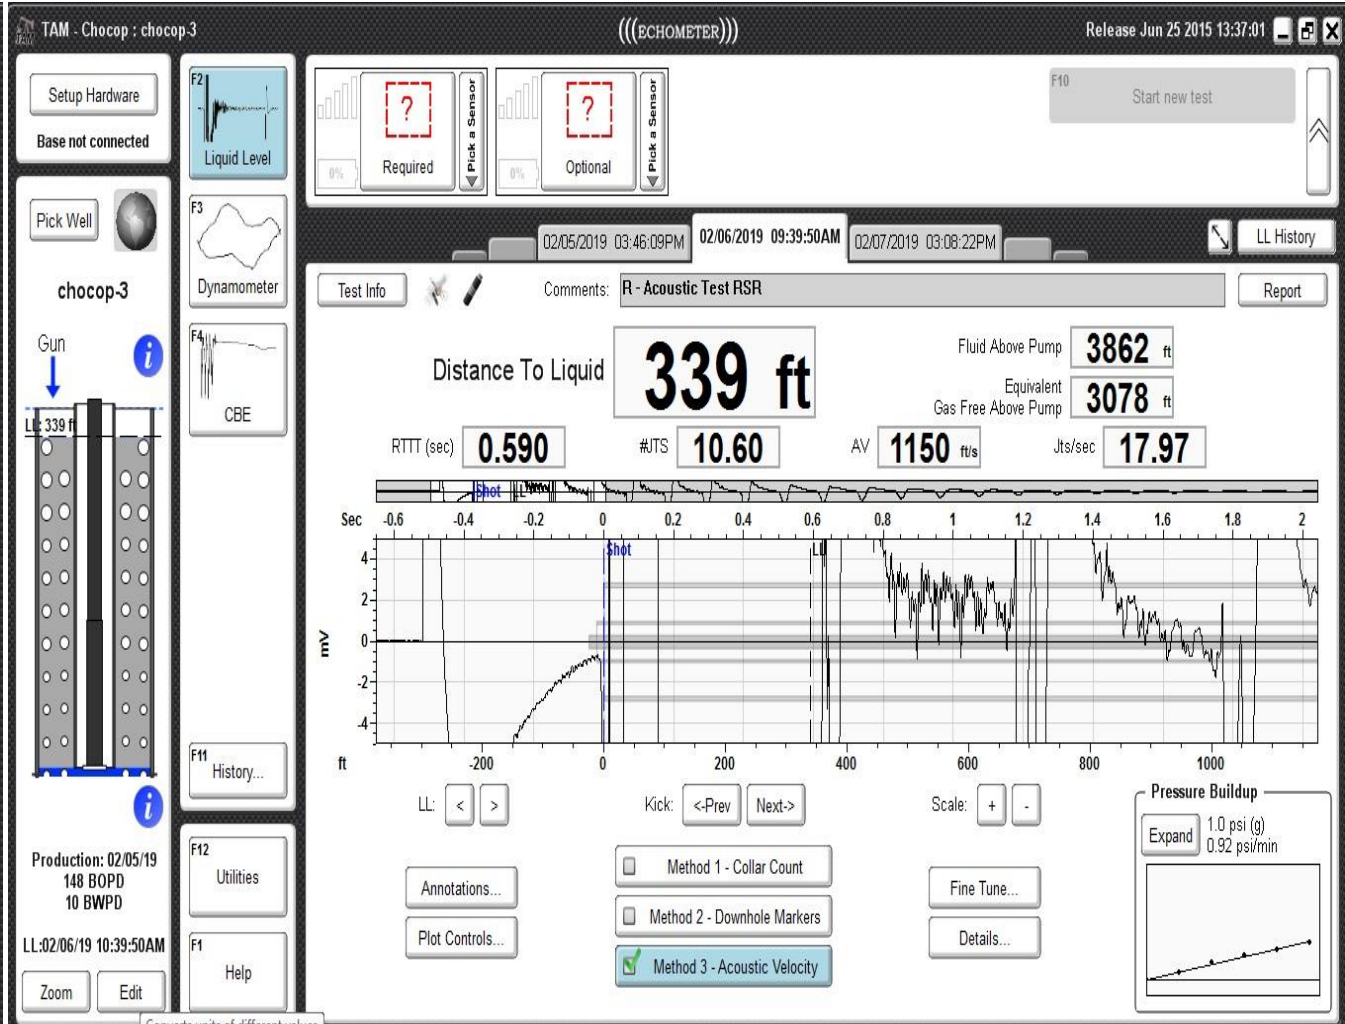 TAM - Chocop : chocop-3
(((ECHOMETER)))
Release Jun 25 2015 13:37:01
TAM
Setup Hardware
Base not connected
Pick Well
chocop-3
Gun
i
LL: 339 ft
i
Production: 02/05/19
148 BOPD
10 BWPD
LL:02/06/19 10:39:50AM
Zoom
Edit
F2
Liquid Level
F3
Dynamometer
F4
CBE
F11
History...
F12
Utilities
F1
Help
0%
?
Required
Pick a Sensor
0%
?
Optional
Pick a Sensor
F10
Start new test
02/05/2019 03:46:09PM
02/06/2019 09:39:50AM
02/07/2019 03:08:22PM
LL History
Test Info
Comments:
R - Acoustic Test RSR
Report
Distance To Liquid
339 ft
Fluid Above Pump
3862 ft
Equivalent
Gas Free Above Pump
3078 ft
RTTT (sec)
0.590
#JTS
10.60
AV
1150 ft/s
Jts/sec
17.97
Shot
LL
Sec -0.6 -0.4 -0.2 0 0.2 0.4 0.6 0.8 1 1.2 1.4 1.6 1.8 2
Shot
LL
4
2
0
-2
-4
mV
ft -200 0 200 400 600 800 1000
LL: < >
Kick: <-Prev Next->
Scale: + -
Annotations...
Plot Controls...
Method 1 - Collar Count
Method 2 - Downhole Markers
Method 3 - Acoustic Velocity
Fine Tune...
Details...
Pressure Buildup
Expand
1.0 psi (g)
0.92 psi/min
Converts units of different values